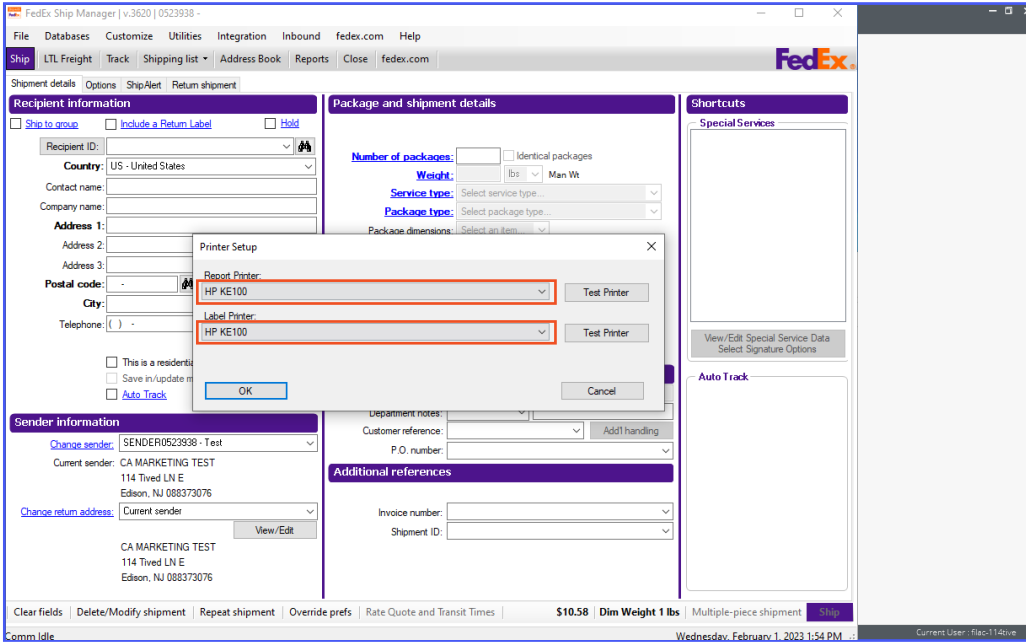 FedEx Ship Manager | v.3620 | 0523938 -
File Databases Customize Utilities Integration Inbound fedex.com Help
Ship LTL Freight Track Shipping list Address Book Reports Close fedex.com
FedEx
Shipment details Options ShipAlert Return shipment
Recipient information
Ship to group Include a Return Label Hold
Recipient ID:
Country: US - United States
Contact name:
Company name:
Address 1:
Address 2:
Address 3:
Postal code: -
City:
Telephone: ( ) -
This is a residentia
Save in/update m
Auto Track
Sender information
Change sender: SENDER0523938 - Test
Current sender: CA MARKETING TEST
114 Tived LN E
Edison, NJ 088373076
Change return address: Current sender
View/Edit
CA MARKETING TEST
114 Tived LN E
Edison, NJ 088373076
Package and shipment details
Number of packages: Identical packages
Weight: lbs Man Wt
Service type: Select service type...
Package type: Select package type...
Package dimensions: Select an item...
Printer Setup
Report Printer:
HP KE100 Test Printer
Label Printer:
HP KE100 Test Printer
OK Cancel
Department notes:
Customer reference: Add'l handling
P.O. number:
Additional references
Invoice number:
Shipment ID:
Shortcuts
Special Services
View/Edit Special Service Data
Select Signature Options
Auto Track
Clear fields Delete/Modify shipment Repeat shipment Override prefs Rate Quote and Transit Times $10.58 Dim Weight 1 lbs Multiple-piece shipment Ship
Comm Idle Wednesday, February 1, 2023 1:54 PM
Current User : filac-114tive